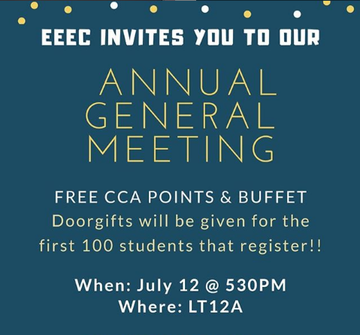 EEEC INVITES YOU TO OUR
ANNUAL
GENERAL
MEETING
FREE CCA POINTS & BUFFET
Doorgifts will be given for the
first 100 students that register!!
When: July 12 @ 530PM
Where: LT12A